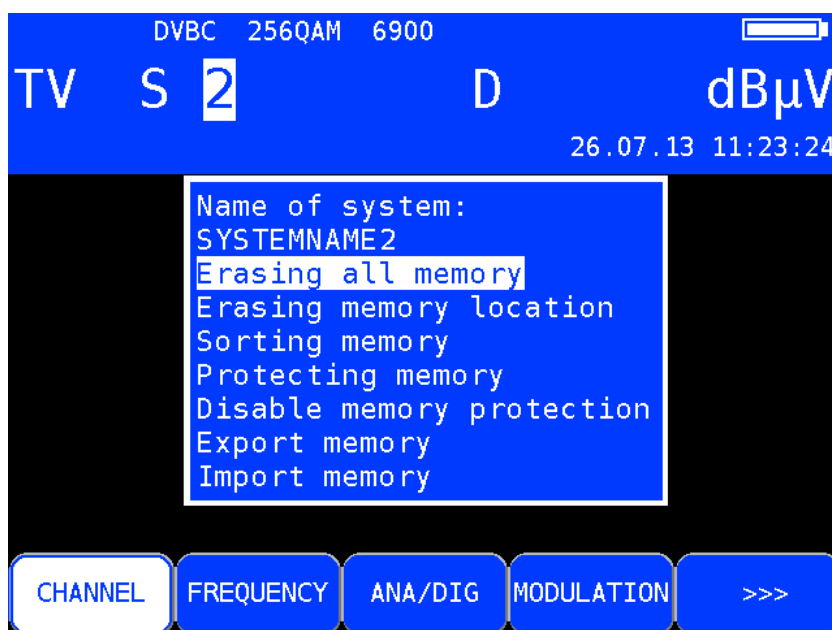 DVBC 256QAM 6900
TV S 2 D dBµV
26.07.13 11:23:24
Name of system:
SYSTEMNAME2
Erasing all memory
Erasing memory location
Sorting memory
Protecting memory
Disable memory protection
Export memory
Import memory
CHANNEL FREQUENCY ANA/DIG MODULATION >>>